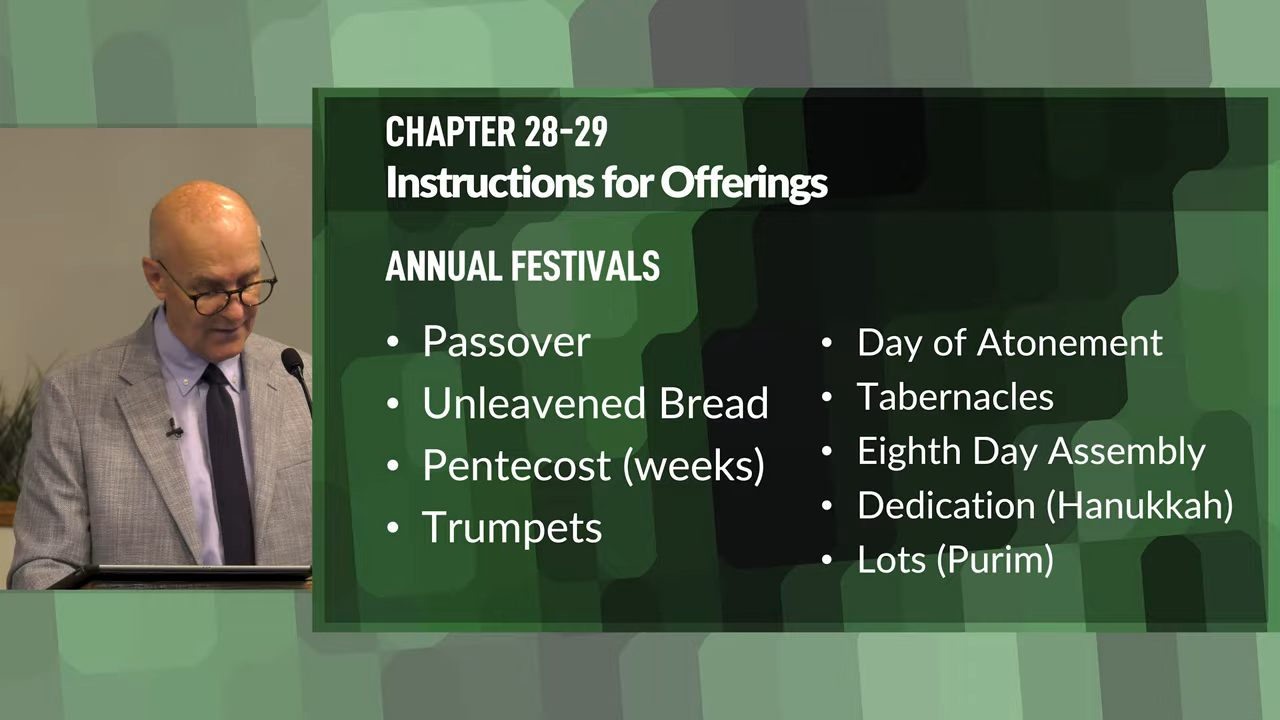 CHAPTER 28-29
Instructions for Offerings
ANNUAL FESTIVALS
• Passover
• Unleavened Bread
• Pentecost (weeks)
• Trumpets
• Day of Atonement
• Tabernacles
• Eighth Day Assembly
• Dedication (Hanukkah)
• Lots (Purim)